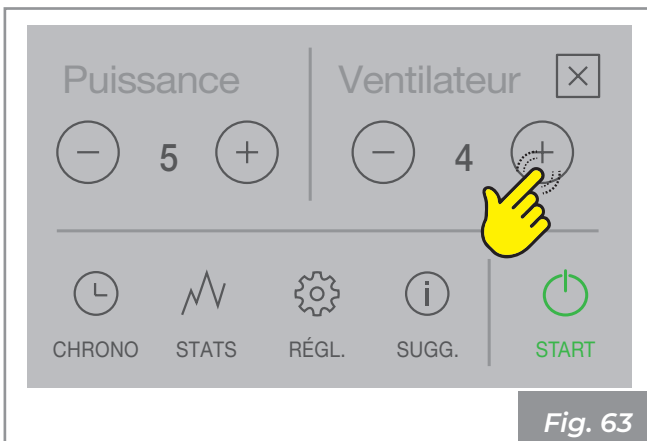 Puissance Ventilateur
− 5 + − 4 +
CHRONO STATS RÉGL. SUGG. START
Fig. 63